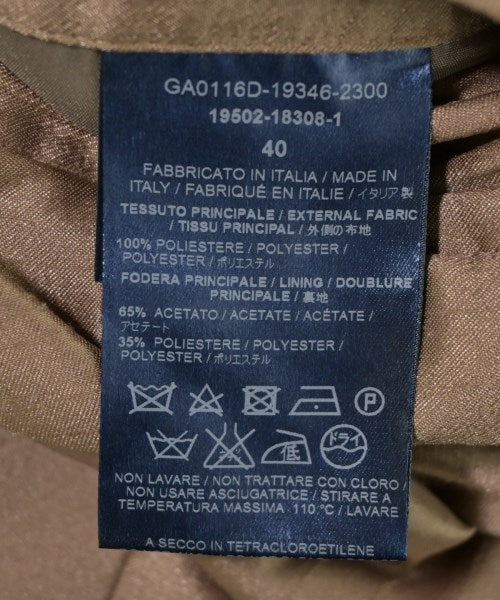 GA0116D-19346-2300
19502-18308-1
40
FABBRICATO IN ITALIA / MADE IN
ITALY / FABRIQUÉ EN ITALIE / イタリア製
TESSUTO PRINCIPALE / EXTERNAL FABRIC
/ TISSU PRINCIPAL / 外側の布地
100% POLIESTERE / POLYESTER /
POLYESTER / ポリエステル
FODERA PRINCIPALE / LINING / DOUBLURE
PRINCIPALE / 裏地
65% ACETATO / ACETATE / ACÉTATE /
アセテート
35% POLIESTERE / POLYESTER /
POLYESTER / ポリエステル
P
低 ドライ
NON LAVARE / NON TRATTARE CON CLORO /
NON USARE ASCIUGATRICE / STIRARE A
TEMPERATURA MASSIMA 110 °C / LAVARE
A SECCO IN TETRACLOROETILENE